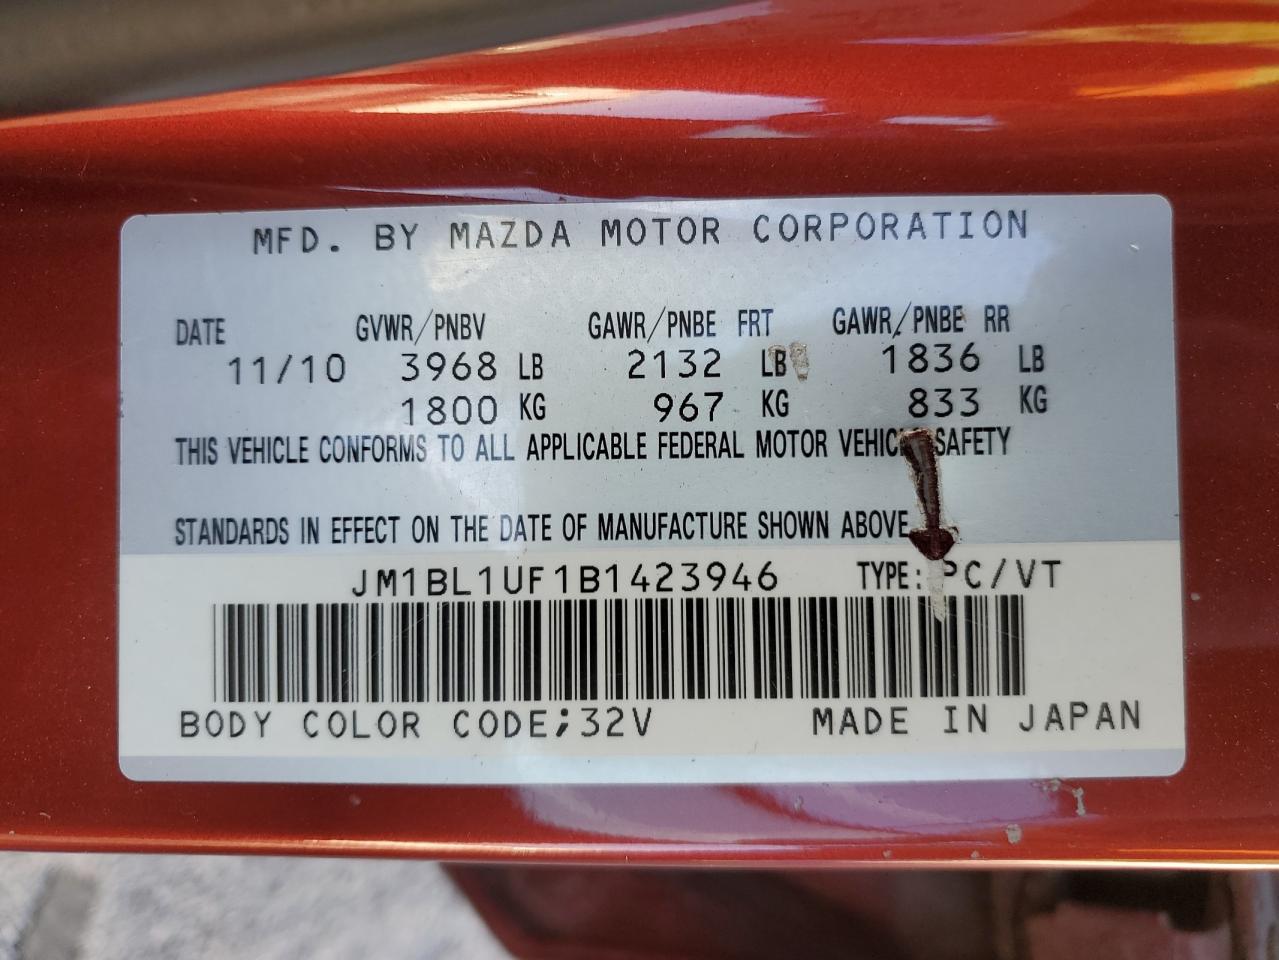 MFD. BY MAZDA MOTOR CORPORATION
DATE GVWR/PNBV GAWR/PNBE FRT GAWR/PNBE RR
11/10 3968 LB 2132 LB 1836 LB
1800 KG 967 KG 833 KG
THIS VEHICLE CONFORMS TO ALL APPLICABLE FEDERAL MOTOR VEHICLE SAFETY
STANDARDS IN EFFECT ON THE DATE OF MANUFACTURE SHOWN ABOVE
JM1BL1UF1B1423946 TYPE: PC/VT
BODY COLOR CODE;32V MADE IN JAPAN